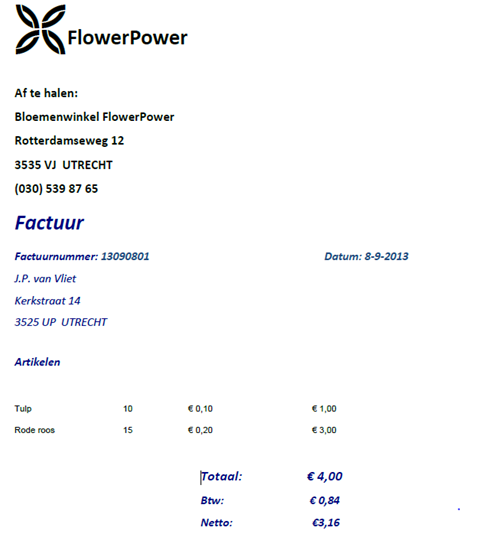 FlowerPower
Af te halen:
Bloemenwinkel FlowerPower
Rotterdamseweg 12
3535 VJ UTRECHT
(030) 539 87 65
Factuur
Factuurnummer: 13090801 Datum: 8-9-2013
J.P. van Vliet
Kerkstraat 14
3525 UP UTRECHT
Artikelen
Tulp 10 € 0,10 € 1,00
Rode roos 15 € 0,20 € 3,00
Totaal: € 4,00
Btw: € 0,84
Netto: €3,16